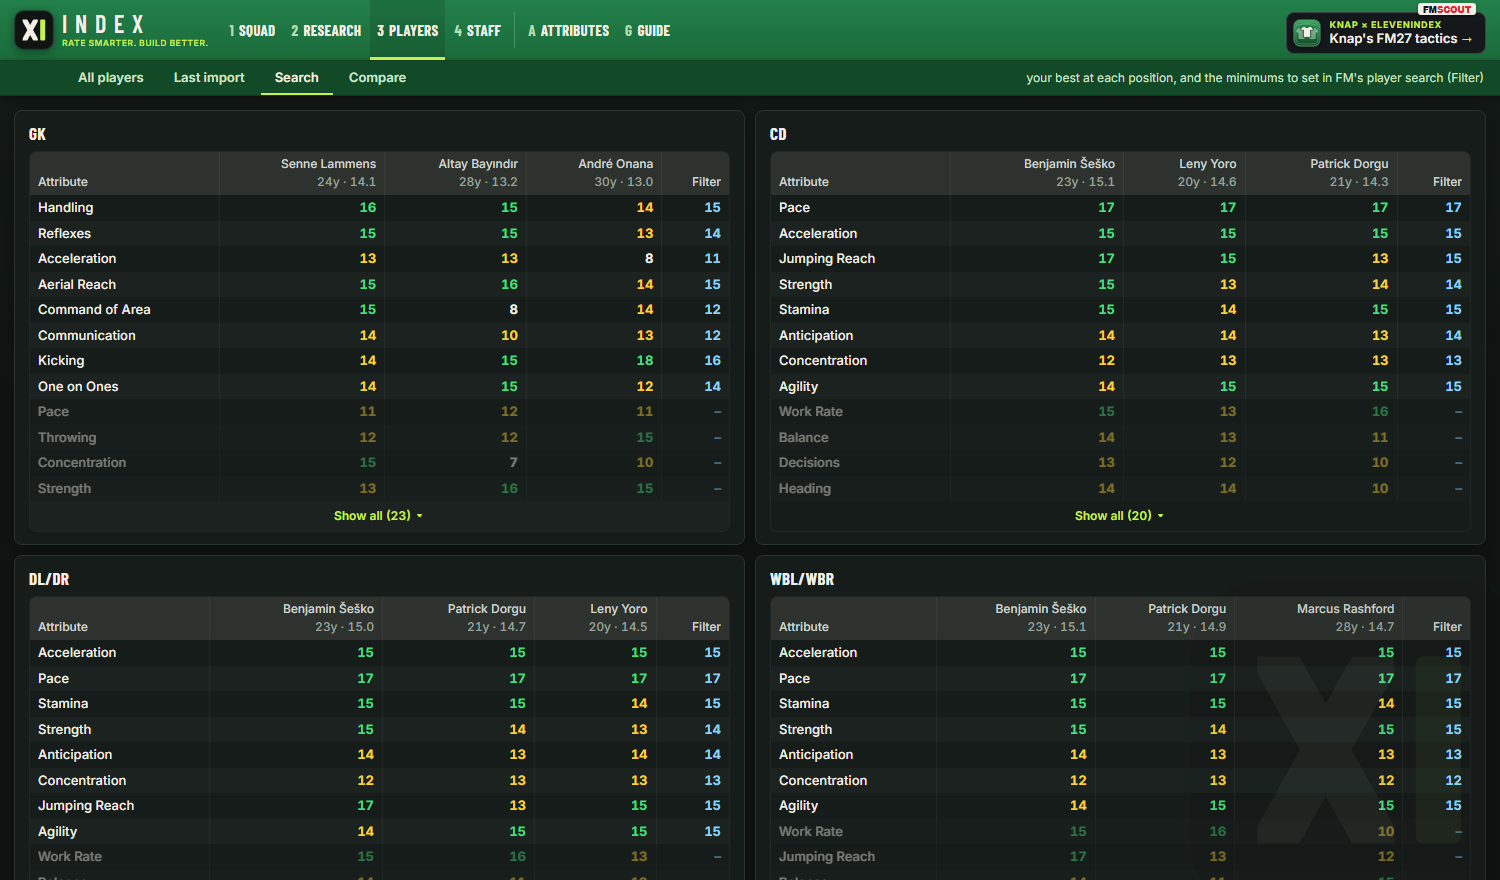 XI INDEX
RATE SMARTER. BUILD BETTER.
1 SQUAD 2 RESEARCH 3 PLAYERS 4 STAFF A ATTRIBUTES G GUIDE
FMSCOUT
KNAP × ELEVENINDEX
Knap's FM27 tactics →
All players Last import Search Compare
your best at each position, and the minimums to set in FM's player search (Filter)
GK
Senne Lammens Altay Bayındır André Onana
Attribute 24y · 14.1 28y · 13.2 30y · 13.0 Filter
Handling 16 15 14 15
Reflexes 15 15 13 14
Acceleration 13 13 8 11
Aerial Reach 15 16 14 15
Command of Area 15 8 14 12
Communication 14 10 13 12
Kicking 14 15 18 16
One on Ones 14 15 12 14
Pace 11 12 11 –
Throwing 12 12 15 –
Concentration 15 7 10 –
Strength 13 16 15 –
Show all (23)
CD
Benjamin Šeško Leny Yoro Patrick Dorgu
Attribute 23y · 15.1 20y · 14.6 21y · 14.3 Filter
Pace 17 17 17 17
Acceleration 15 15 15 15
Jumping Reach 17 15 13 15
Strength 15 13 14 14
Stamina 15 14 15 15
Anticipation 14 14 13 14
Concentration 12 13 13 13
Agility 14 15 15 15
Work Rate 15 13 16 –
Balance 14 13 11 –
Decisions 13 12 10 –
Heading 14 14 10 –
Show all (20)
DL/DR
Benjamin Šeško Patrick Dorgu Leny Yoro
Attribute 23y · 15.0 21y · 14.7 20y · 14.5 Filter
Acceleration 15 15 15 15
Pace 17 17 17 17
Stamina 15 15 14 15
Strength 15 14 13 14
Anticipation 14 13 14 14
Concentration 12 13 13 13
Jumping Reach 17 13 15 15
Agility 14 15 15 15
Work Rate 15 16 13 –
WBL/WBR
Benjamin Šeško Patrick Dorgu Marcus Rashford
Attribute 23y · 15.1 21y · 14.9 28y · 14.7 Filter
Acceleration 15 15 15 15
Pace 17 17 17 17
Stamina 15 15 14 15
Strength 15 14 15 15
Anticipation 14 13 13 13
Concentration 12 13 12 12
Agility 14 15 15 15
Work Rate 15 16 10 –
Jumping Reach 17 13 12 –